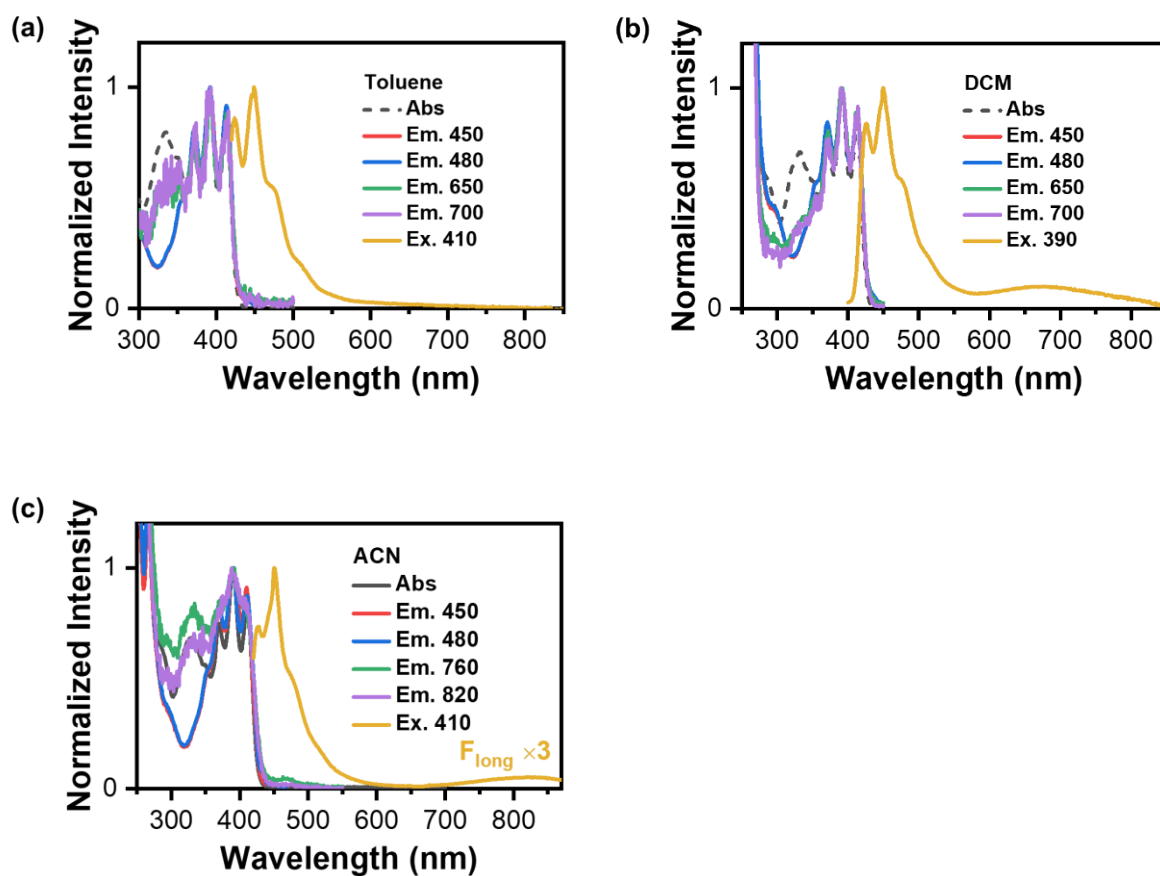 (a)
Normalized Intensity
1
0
Toluene
Abs
Em. 450
Em. 480
Em. 650
Em. 700
Ex. 410
300 400 500 600 700 800
Wavelength (nm)
(b)
Normalized Intensity
1
0
DCM
Abs
Em. 450
Em. 480
Em. 650
Em. 700
Ex. 390
300 400 500 600 700 800
Wavelength (nm)
(c)
Normalized Intensity
1
0
ACN
Abs
Em. 450
Em. 480
Em. 760
Em. 820
Ex. 410
Flong ×3
300 400 500 600 700 800
Wavelength (nm)